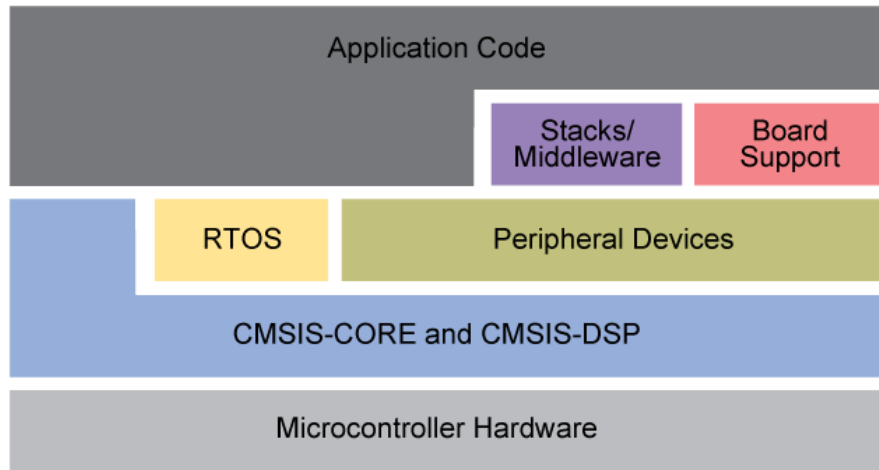 Application Code
Stacks/
Middleware
Board
Support
RTOS
Peripheral Devices
CMSIS-CORE and CMSIS-DSP
Microcontroller Hardware